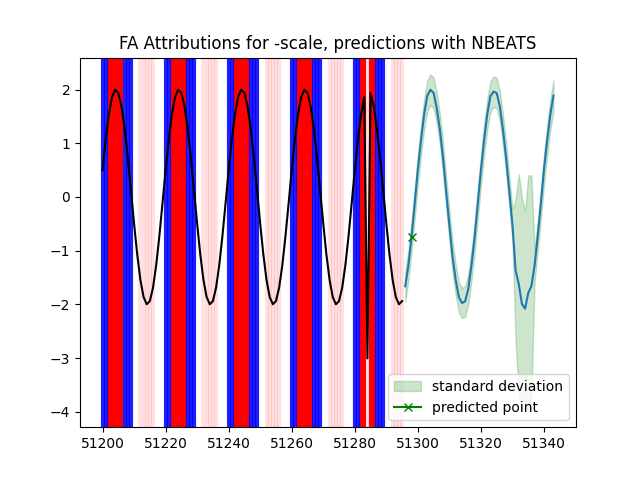 FA Attributions for -scale, predictions with NBEATS
2
1
0
−1
−2
−3
−4
standard deviation
predicted point
51200 51220 51240 51260 51280 51300 51320 51340